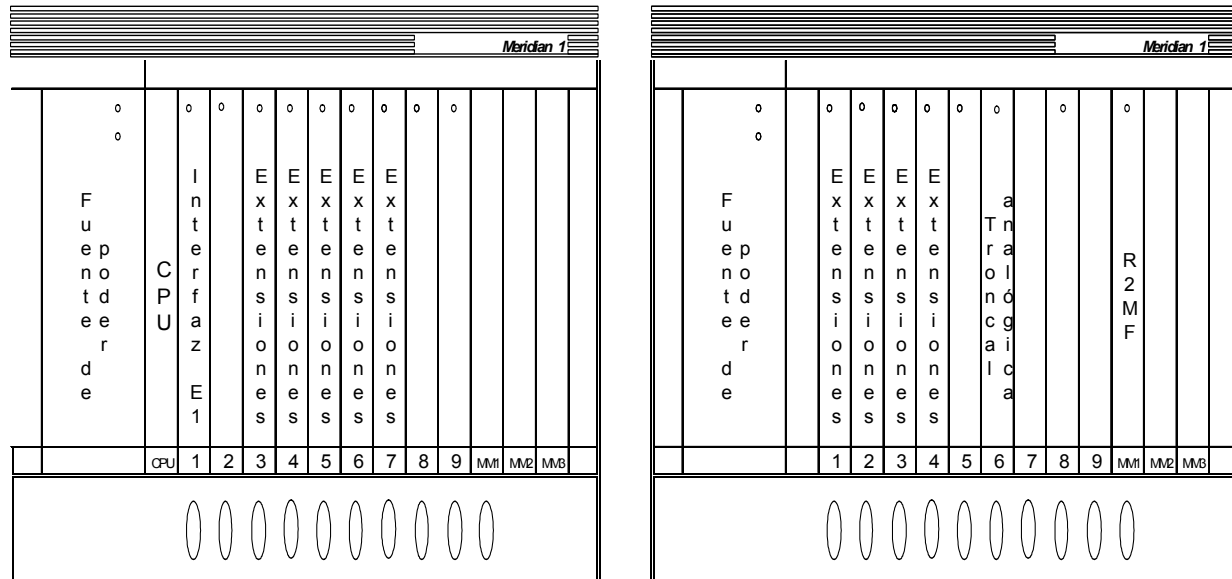 Meridian 1
Fuente de
poder
CPU
Interfaz E1
Extensiones
Extensiones
Extensiones
Extensiones
Extensiones
CPU 1 2 3 4 5 6 7 8 9 MM1 MM2 MM3
Meridian 1
Fuente de
poder
Extensiones
Extensiones
Extensiones
Extensiones
Troncal
analógica
R2MF
1 2 3 4 5 6 7 8 9 MM1 MM2 MM3